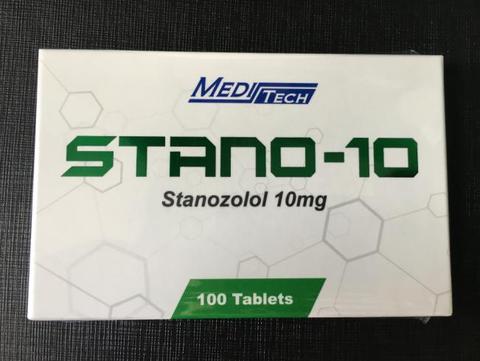 MEDITECH
STANO-10
Stanozolol 10mg
100 Tablets